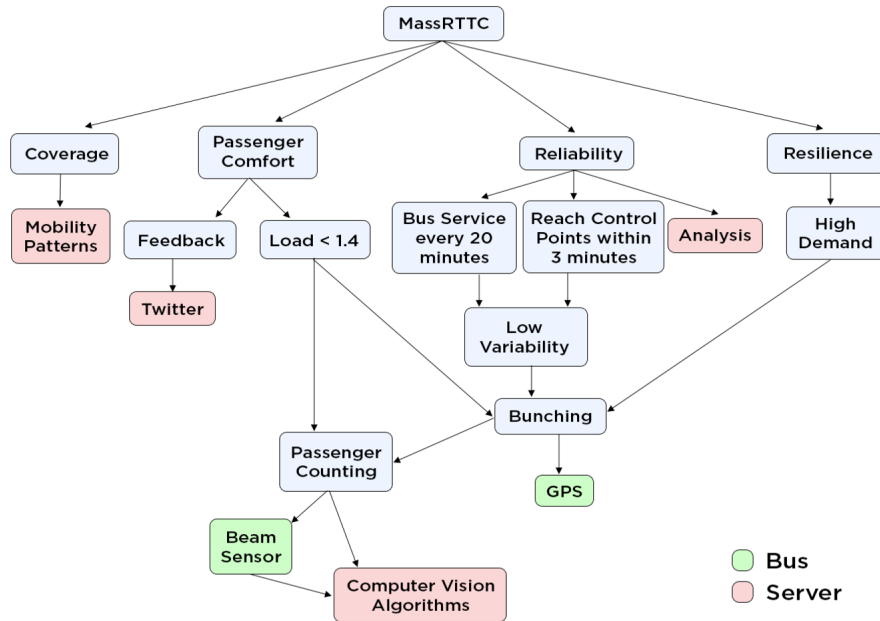 MassRTTC
Coverage
Passenger
Comfort
Reliability
Resilience
Mobility
Patterns
Feedback
Load < 1.4
Bus Service
every 20
minutes
Reach Control
Points within
3 minutes
Analysis
High
Demand
Twitter
Low
Variability
Bunching
Passenger
Counting
GPS
Beam
Sensor
Computer Vision
Algorithms
Bus
Server